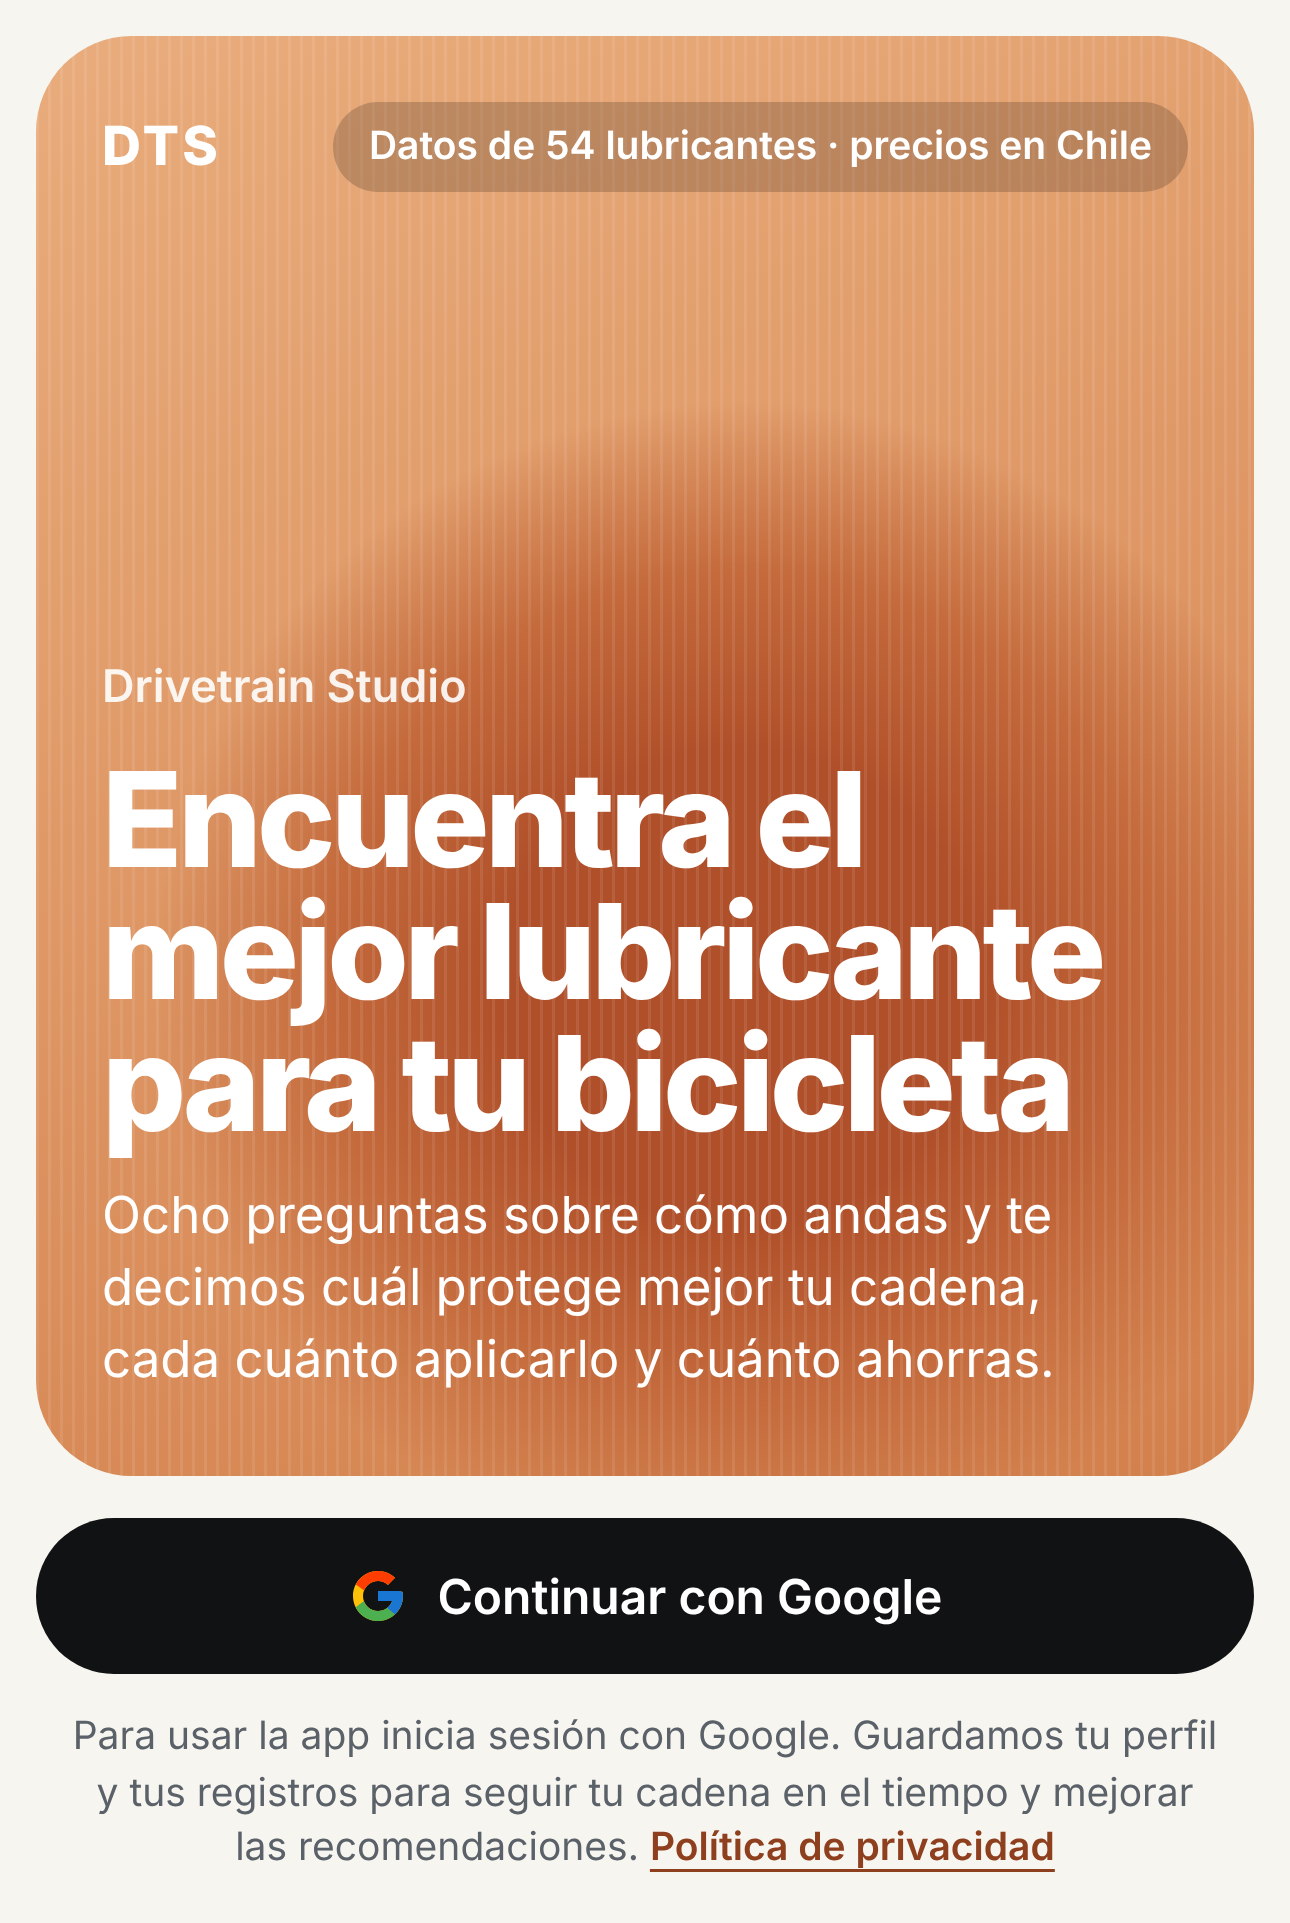 DTS
Datos de 54 lubricantes · precios en Chile
Drivetrain Studio
Encuentra el
mejor lubricante
para tu bicicleta
Ocho preguntas sobre cómo andas y te
decimos cuál protege mejor tu cadena,
cada cuánto aplicarlo y cuánto ahorras.
Continuar con Google
Para usar la app inicia sesión con Google. Guardamos tu perfil
y tus registros para seguir tu cadena en el tiempo y mejorar
las recomendaciones. Política de privacidad